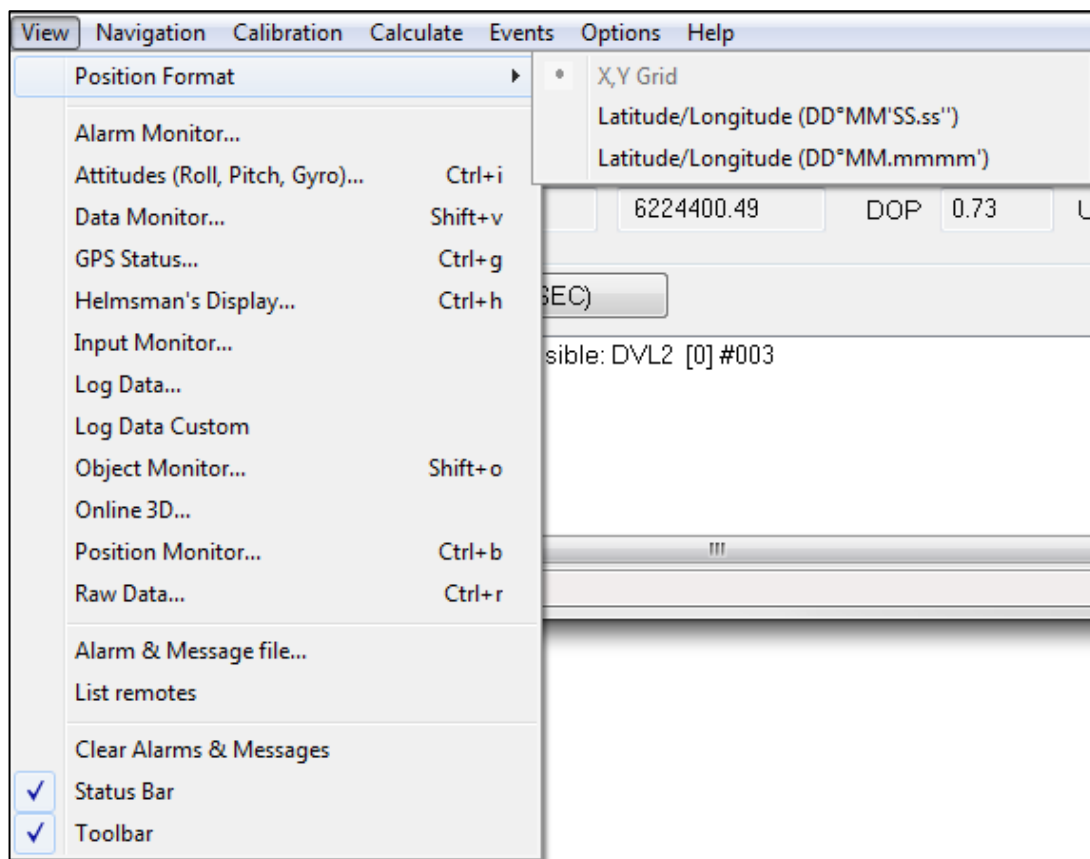 View Navigation Calibration Calculate Events Options Help
Position Format
X,Y Grid
Latitude/Longitude (DD°MM'SS.ss'')
Latitude/Longitude (DD°MM.mmmm')
Alarm Monitor...
Attitudes (Roll, Pitch, Gyro)... Ctrl+i
Data Monitor... Shift+v
6224400.49 DOP 0.73
GPS Status... Ctrl+g
Helmsman's Display... Ctrl+h
SEC)
Input Monitor...
sible: DVL2 [0] #003
Log Data...
Log Data Custom
Object Monitor... Shift+o
Online 3D...
Position Monitor... Ctrl+b
Raw Data... Ctrl+r
Alarm & Message file...
List remotes
Clear Alarms & Messages
Status Bar
Toolbar